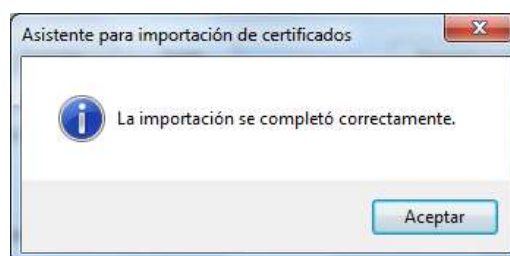 Asistente para importación de certificados
La importación se completó correctamente.
Aceptar